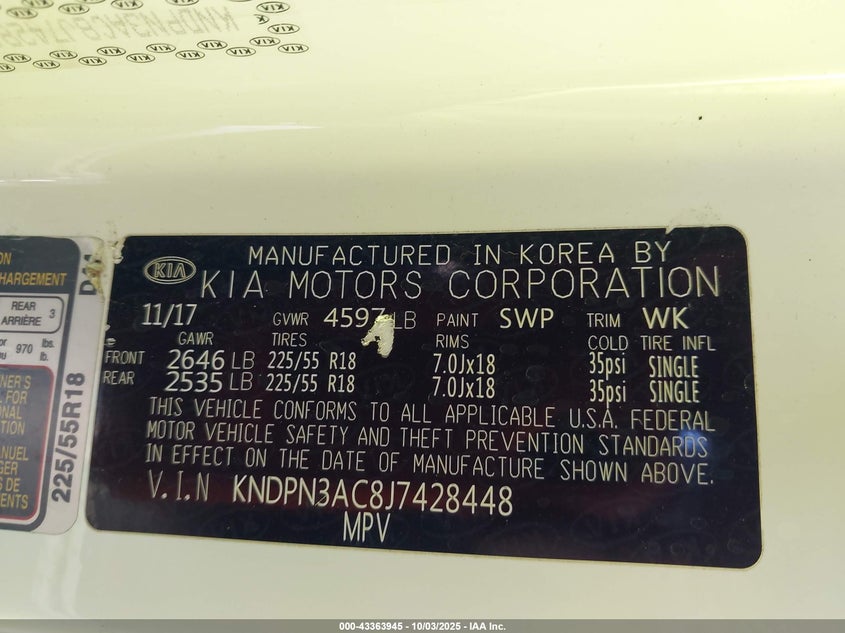 KIA
MANUFACTURED IN KOREA BY
KIA MOTORS CORPORATION
11/17 GVWR 4597 LB PAINT SWP TRIM WK
GAWR TIRES RIMS COLD TIRE INFL
FRONT 2646 LB 225/55 R18 7.0Jx18 35psi SINGLE
REAR 2535 LB 225/55 R18 7.0Jx18 35psi SINGLE
THIS VEHICLE CONFORMS TO ALL APPLICABLE U.S.A. FEDERAL
MOTOR VEHICLE SAFETY AND THEFT PREVENTION STANDARDS
IN EFFECT ON THE DATE OF MANUFACTURE SHOWN ABOVE.
V.I.N KNDPN3AC8J7428448
MPV
CHARGEMENT
REAR 3
ARRIÈRE
970 lbs.
225/55R18
000-43363945 - 10/03/2025 - IAA Inc.